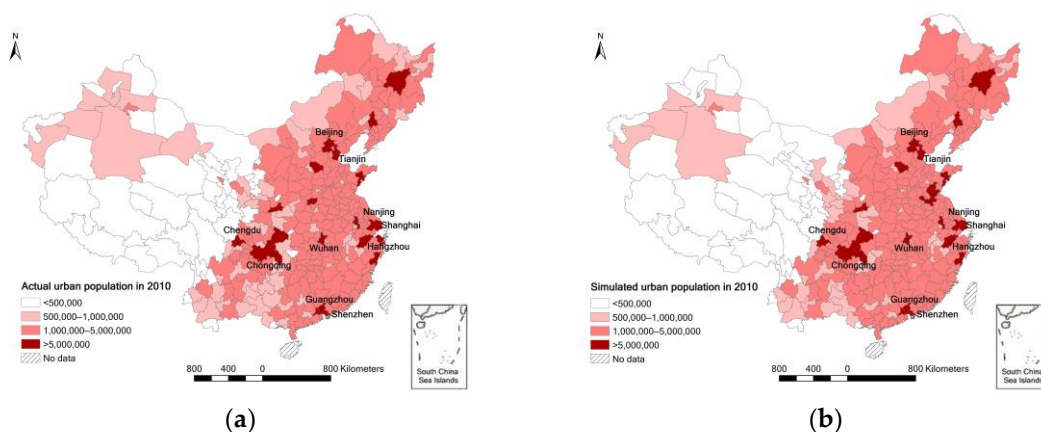 N
Beijing
Tianjin
Nanjing
Shanghai
Chengdu
Wuhan
Hangzhou
Chongqing
Guangzhou
Shenzhen
Actual urban population in 2010
<500,000
500,000–1,000,000
1,000,000–5,000,000
>5,000,000
No data
800 400 0 800 Kilometers
South China
Sea Islands
(a)
N
Beijing
Tianjin
Nanjing
Shanghai
Chengdu
Wuhan
Hangzhou
Chongqing
Guangzhou
Shenzhen
Simulated urban population in 2010
<500,000
500,000–1,000,000
1,000,000–5,000,000
>5,000,000
No data
800 400 0 800 Kilometers
South China
Sea Islands
(b)